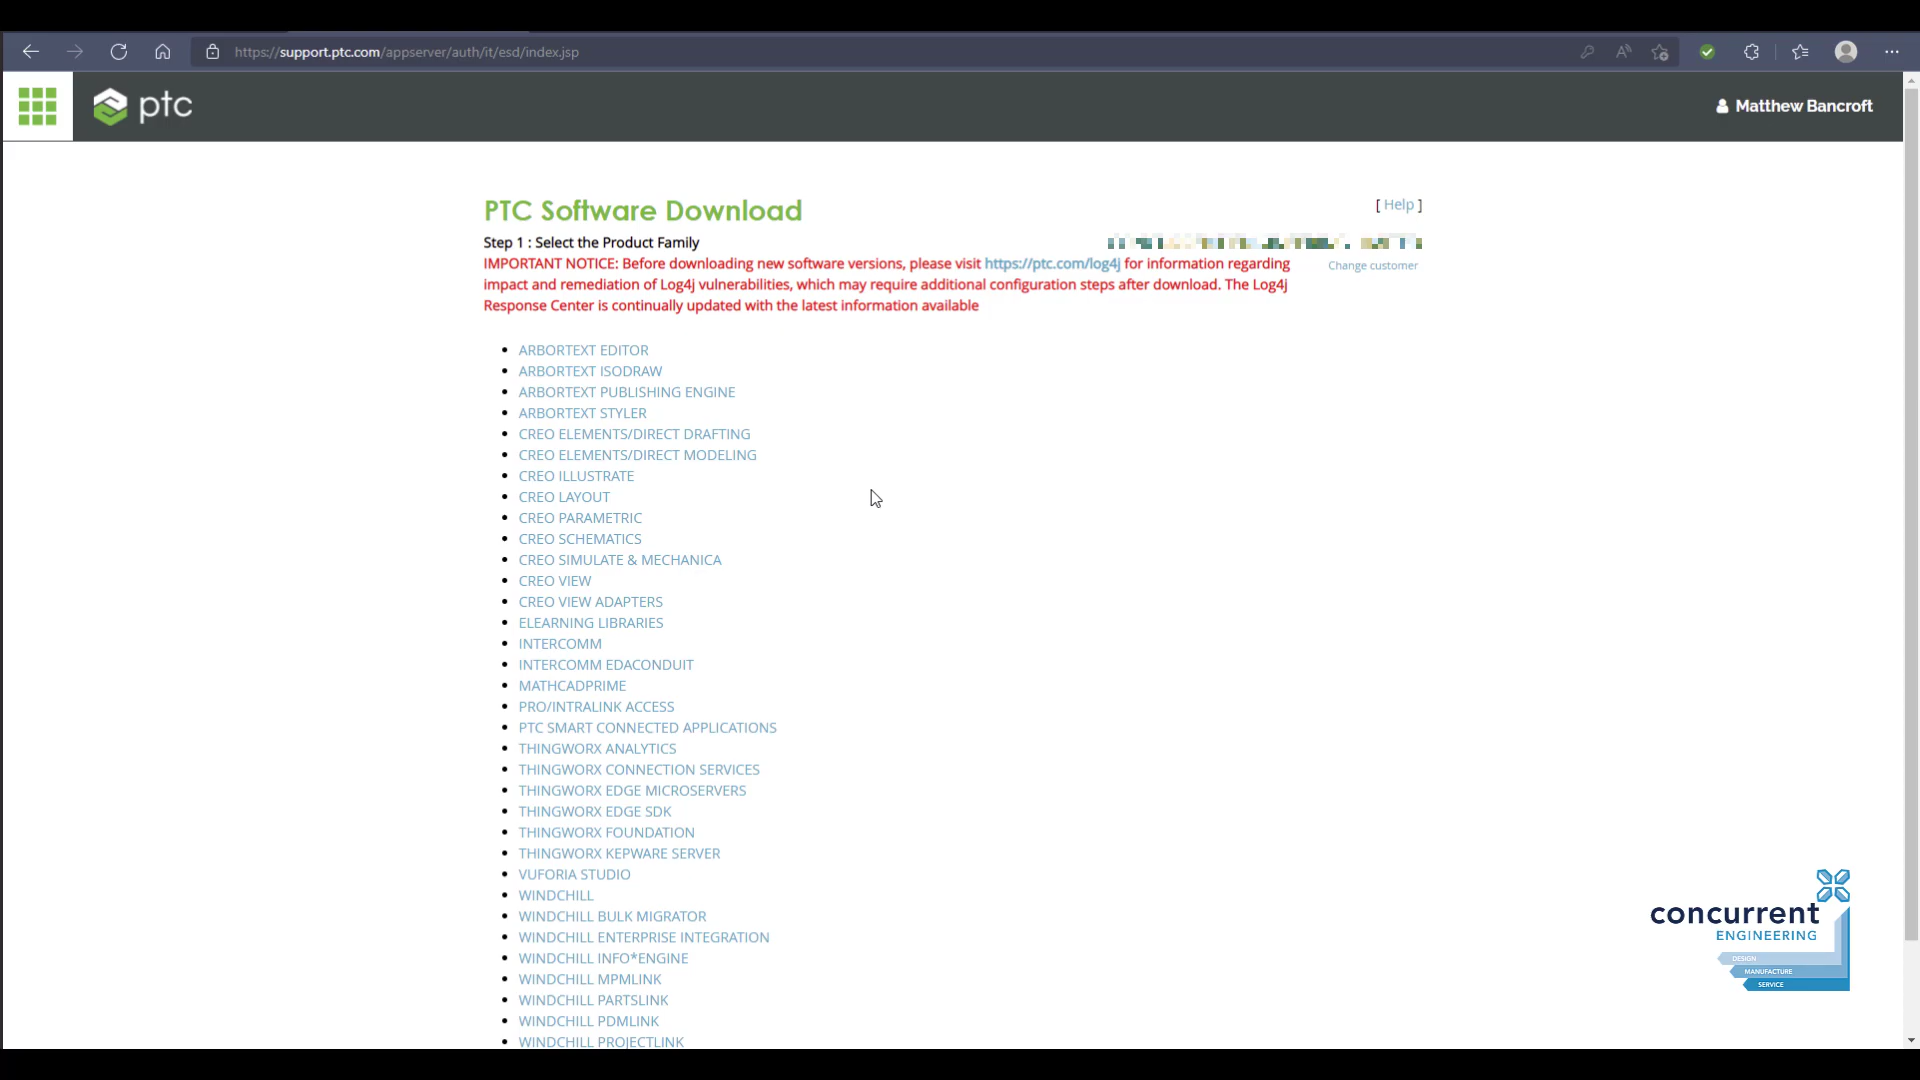 https://support.ptc.com/appserver/auth/it/esd/index.jsp
ptc
Matthew Bancroft
PTC Software Download
[ Help ]
Step 1 : Select the Product Family
IMPORTANT NOTICE: Before downloading new software versions, please visit https://ptc.com/log4j for information regarding
Change customer
impact and remediation of Log4j vulnerabilities, which may require additional configuration steps after download. The Log4j
Response Center is continually updated with the latest information available
ARBORTEXT EDITOR
ARBORTEXT ISODRAW
ARBORTEXT PUBLISHING ENGINE
ARBORTEXT STYLER
CREO ELEMENTS/DIRECT DRAFTING
CREO ELEMENTS/DIRECT MODELING
CREO ILLUSTRATE
CREO LAYOUT
CREO PARAMETRIC
CREO SCHEMATICS
CREO SIMULATE & MECHANICA
CREO VIEW
CREO VIEW ADAPTERS
ELEARNING LIBRARIES
INTERCOMM
INTERCOMM EDACONDUIT
MATHCADPRIME
PRO/INTRALINK ACCESS
PTC SMART CONNECTED APPLICATIONS
THINGWORX ANALYTICS
THINGWORX CONNECTION SERVICES
THINGWORX EDGE MICROSERVERS
THINGWORX EDGE SDK
THINGWORX FOUNDATION
THINGWORX KEPWARE SERVER
VUFORIA STUDIO
WINDCHILL
WINDCHILL BULK MIGRATOR
WINDCHILL ENTERPRISE INTEGRATION
WINDCHILL INFO*ENGINE
WINDCHILL MPMLINK
WINDCHILL PARTSLINK
WINDCHILL PDMLINK
WINDCHILL PROJECTLINK
concurrent
ENGINEERING
DESIGN
MANUFACTURE
SERVICE